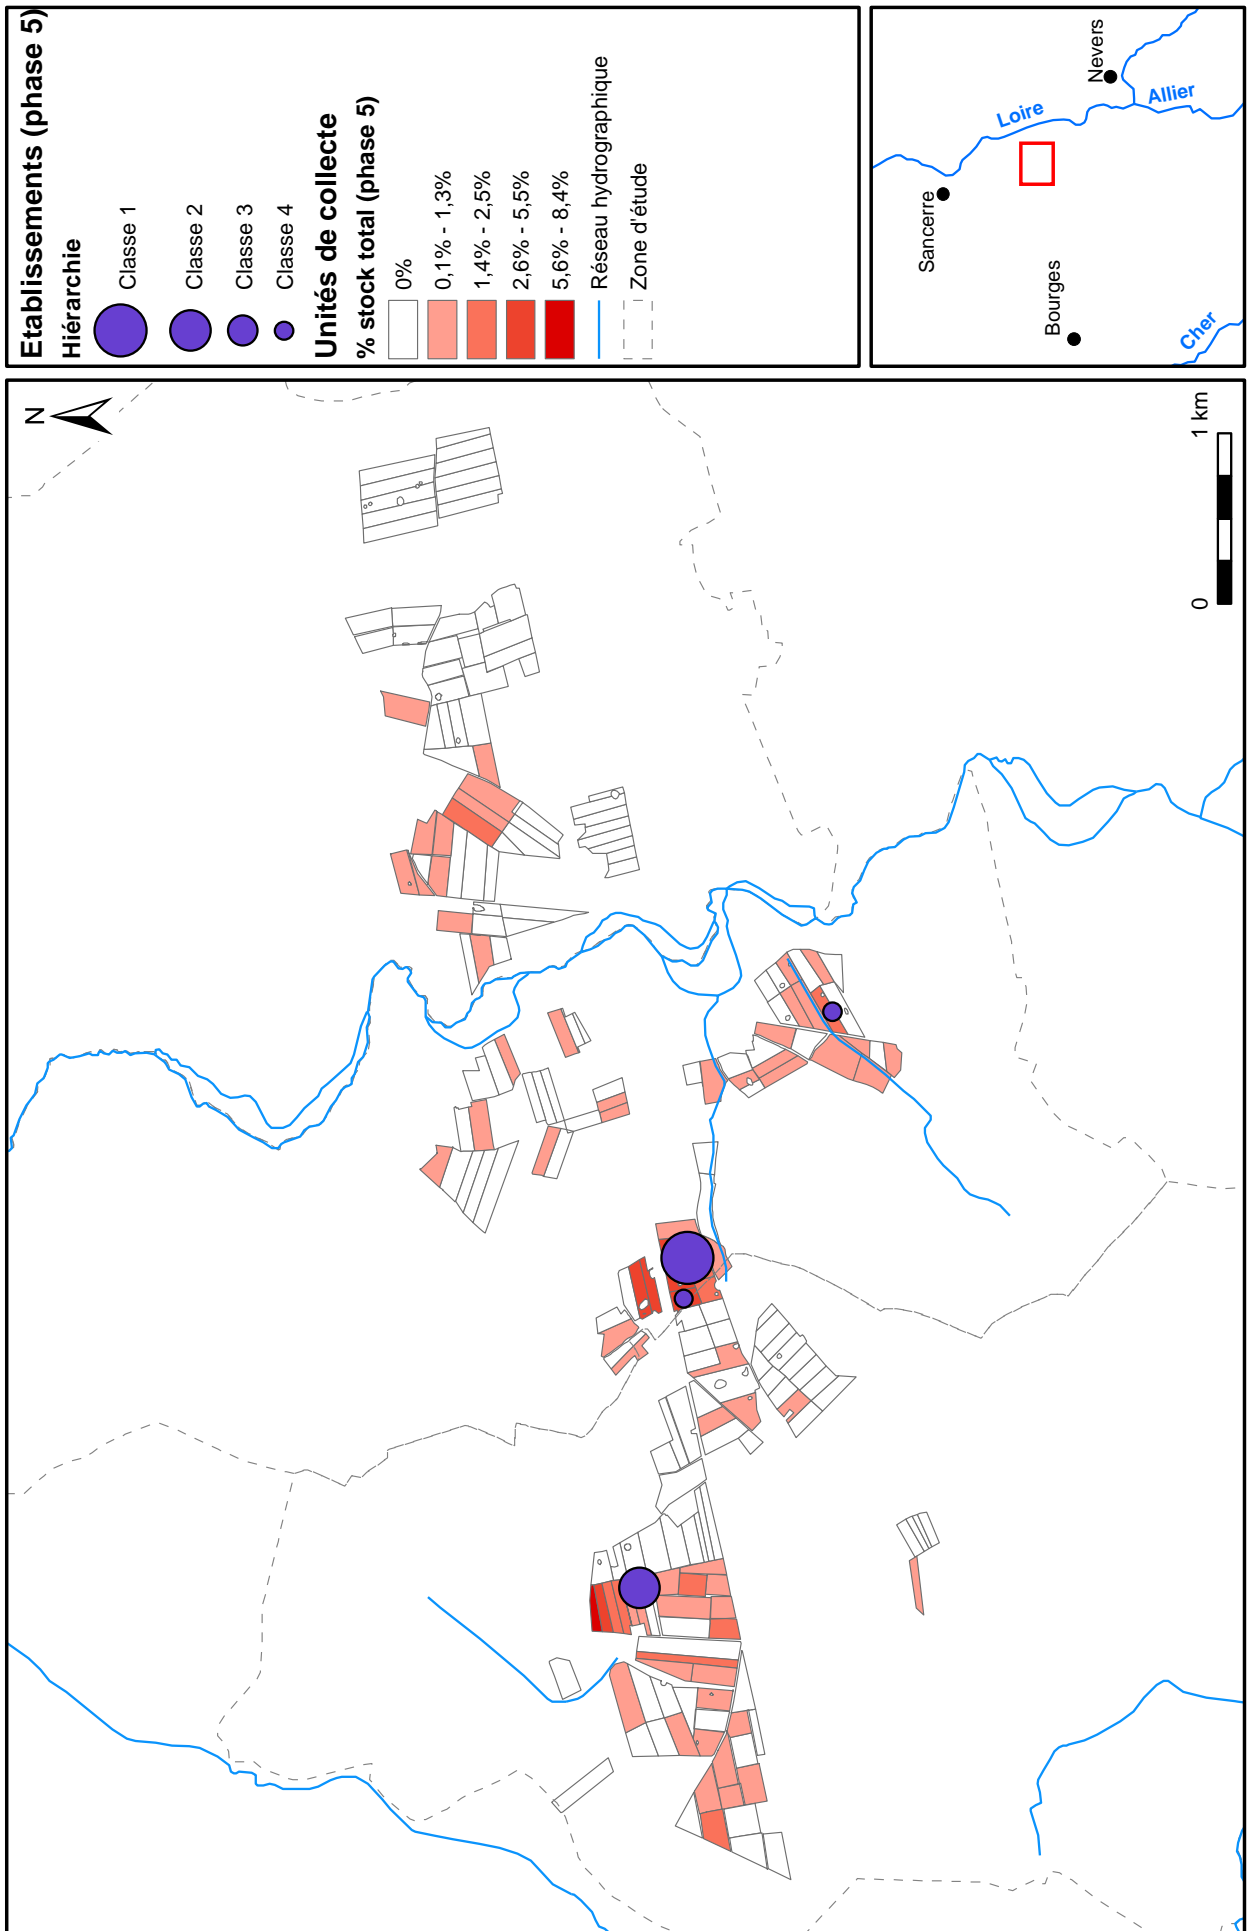 Etablissements (phase 5)
Hiérarchie
Classe 1
Classe 2
Classe 3
Classe 4
Unités de collecte
% stock total (phase 5)
0%
0,1% - 1,3%
1,4% - 2,5%
2,6% - 5,5%
5,6% - 8,4%
Réseau hydrographique
Zone d'étude
Sancerre
Bourges
Nevers
Loire
Allier
Cher
N
0
1 km